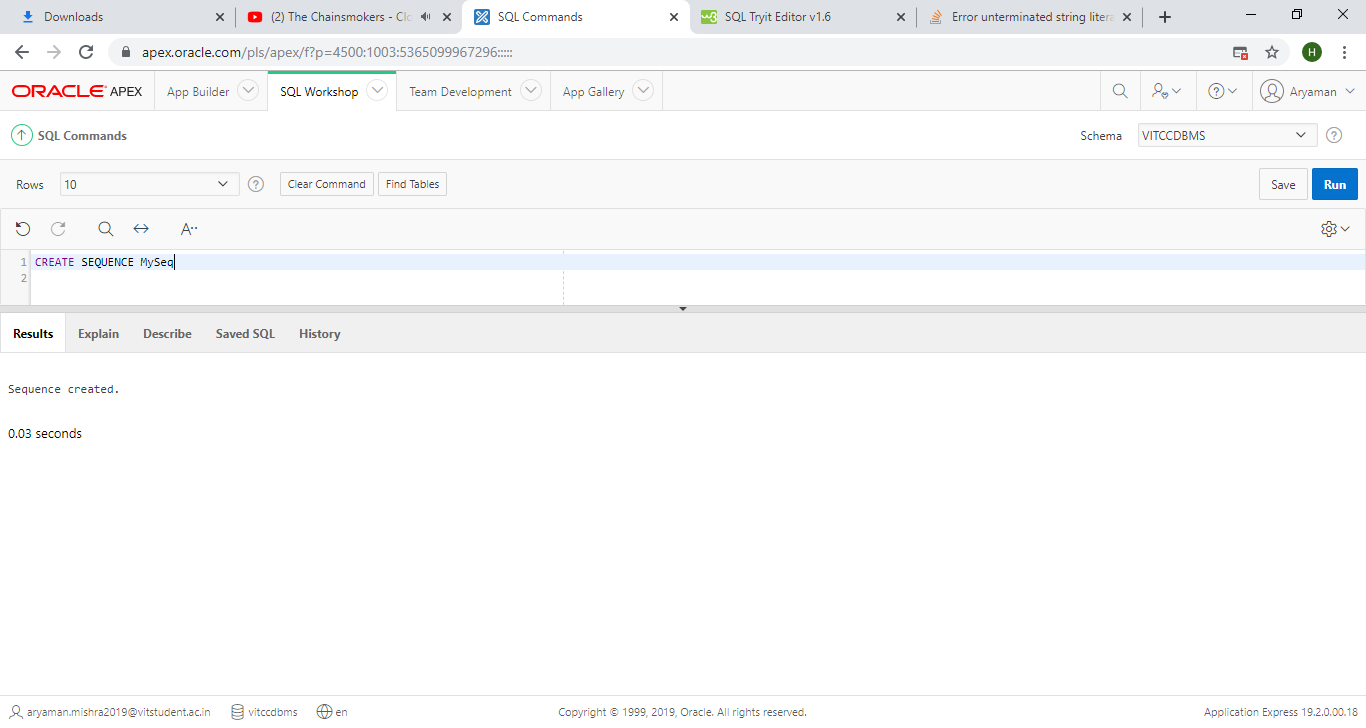 Downloads
(2) The Chainsmokers - Clo
SQL Commands
SQL Tryit Editor v1.6
Error unterminated string litera
apex.oracle.com/pls/apex/f?p=4500:1003:5365099967296:::::
H
ORACLE APEX
App Builder
SQL Workshop
Team Development
App Gallery
Aryaman
SQL Commands
Schema
VITCCDBMS
Rows
10
Clear Command
Find Tables
Save
Run
A··
1 CREATE SEQUENCE MySeq
2
Results
Explain
Describe
Saved SQL
History
Sequence created.
0.03 seconds
aryaman.mishra2019@vitstudent.ac.in
vitccdbms
en
Copyright © 1999, 2019, Oracle. All rights reserved.
Application Express 19.2.0.00.18